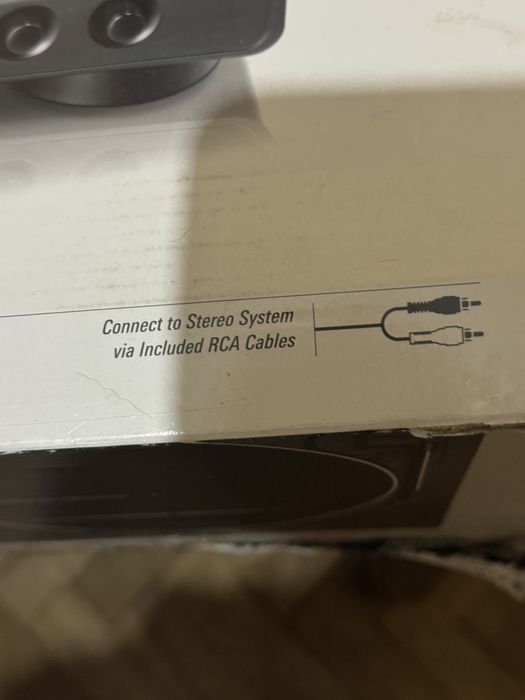 Connect to Stereo System
via Included RCA Cables